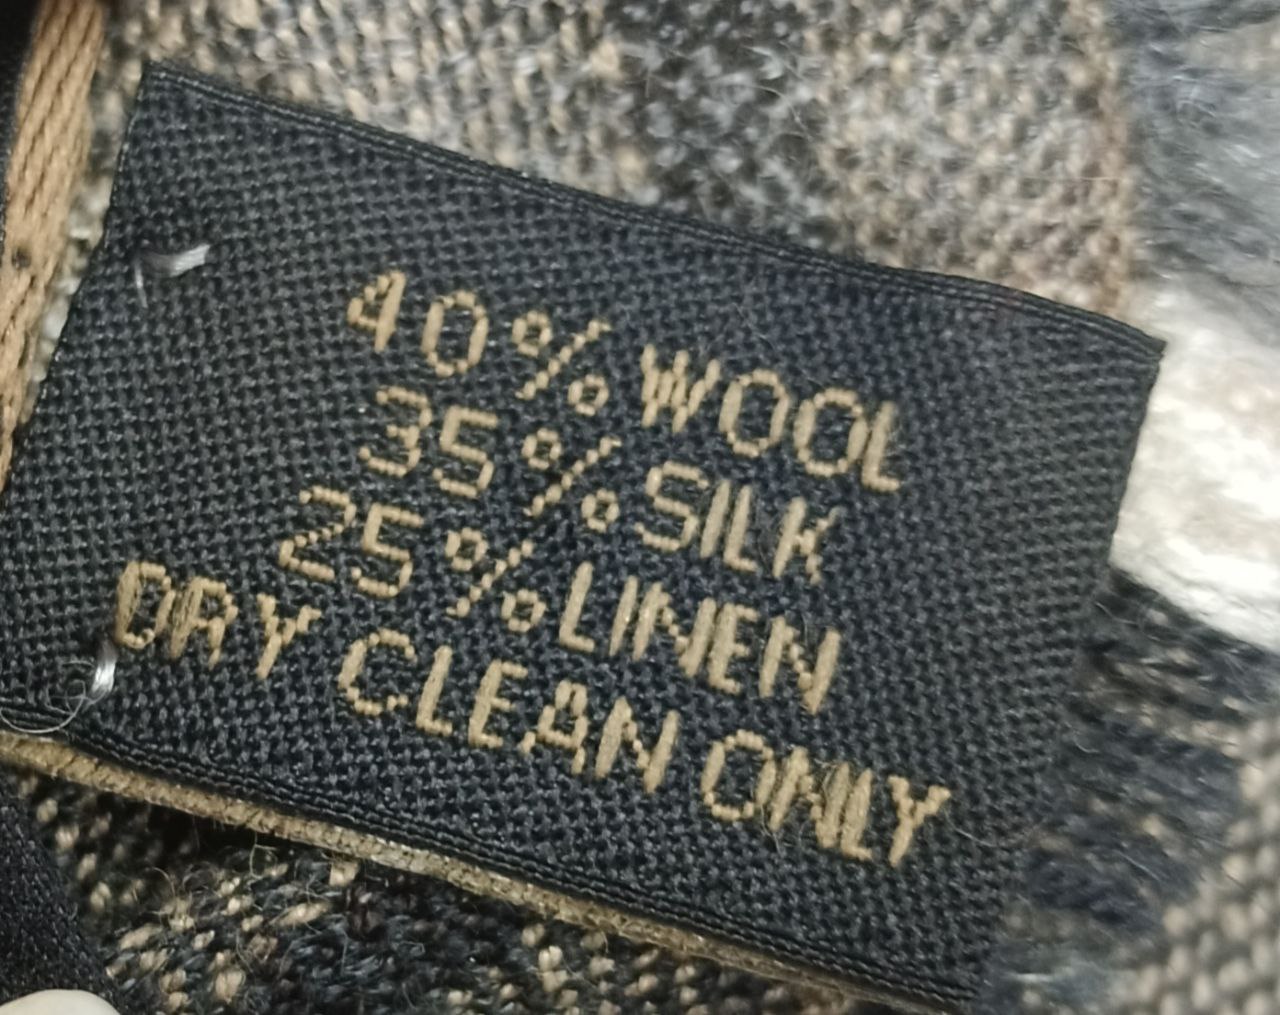 40% WOOL
35% SILK
25% LINEN
DRY CLEAN ONLY